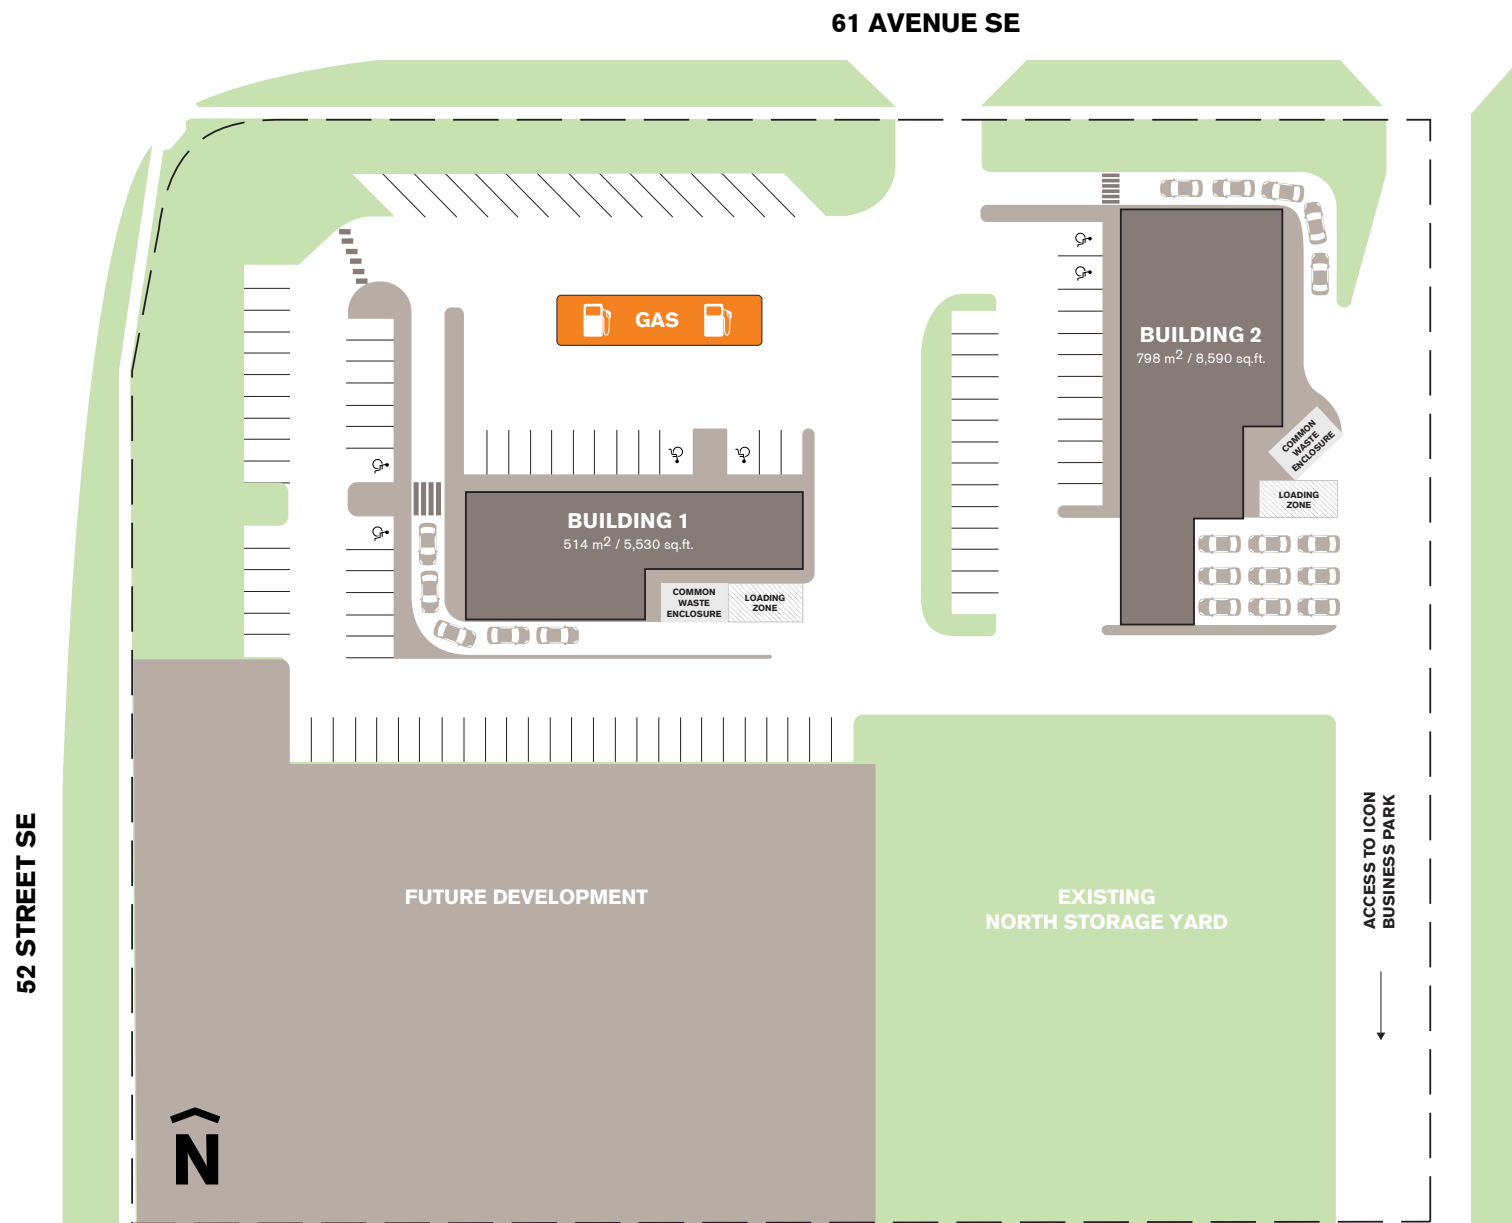 61 AVENUE SE
GAS
BUILDING 2
798 m2 / 8,590 sq.ft.
COMMON
WASTE
ENCLOSURE
LOADING
ZONE
BUILDING 1
514 m2 / 5,530 sq.ft.
COMMON
WASTE
ENCLOSURE
LOADING
ZONE
52 STREET SE
FUTURE DEVELOPMENT
EXISTING
NORTH STORAGE YARD
ACCESS TO ICON
BUSINESS PARK
N